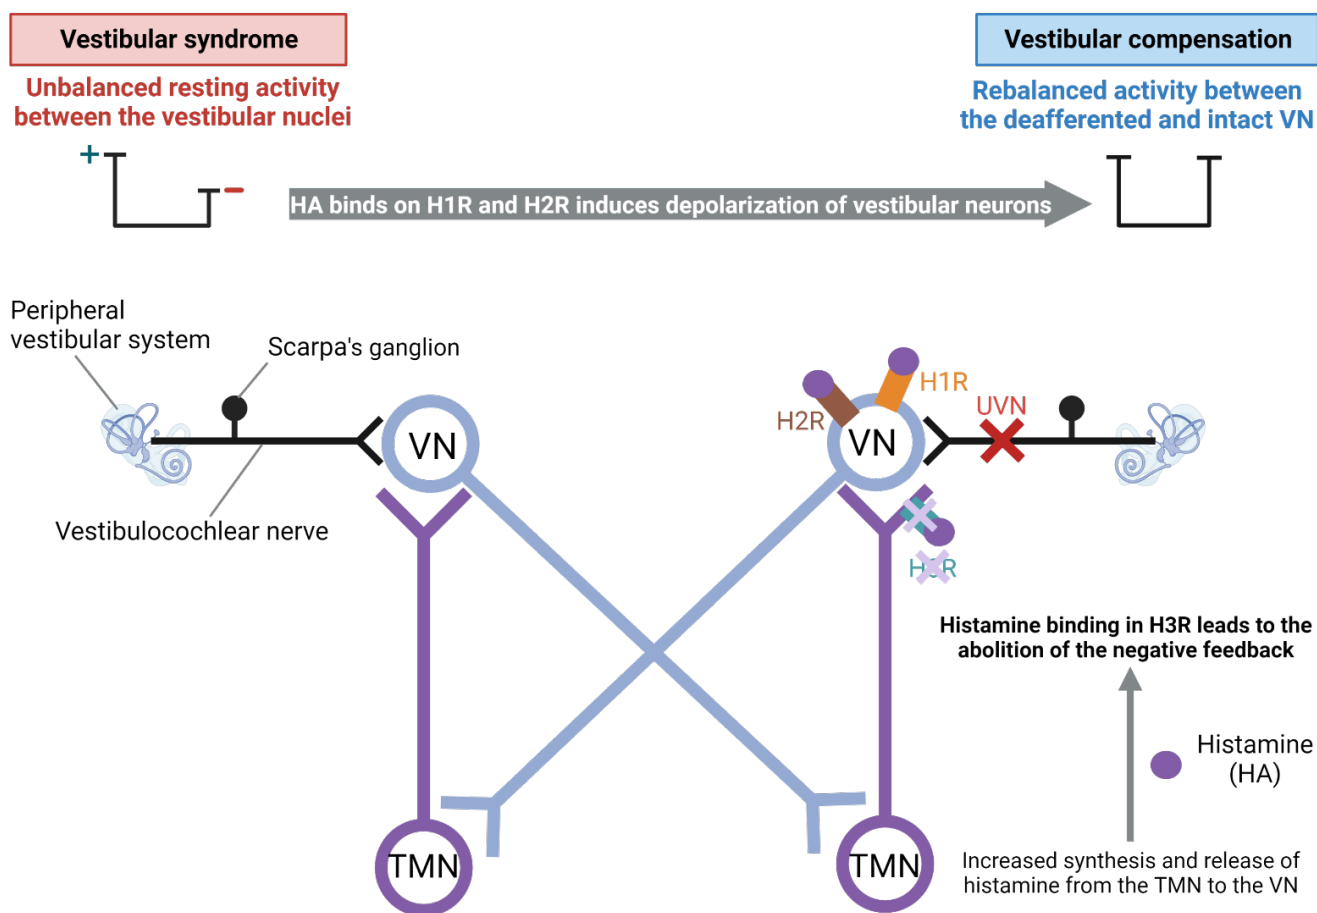 Vestibular syndrome
Unbalanced resting activity
between the vestibular nuclei
+
−
HA binds on H1R and H2R induces depolarization of vestibular neurons
Vestibular compensation
Rebalanced activity between
the deafferented and intact VN
Peripheral
vestibular system
Scarpa's ganglion
VN
Vestibulocochlear nerve
H2R
H1R
VN
UVN
H3R
Histamine binding in H3R leads to the
abolition of the negative feedback
Histamine
(HA)
Increased synthesis and release of
histamine from the TMN to the VN
TMN
TMN